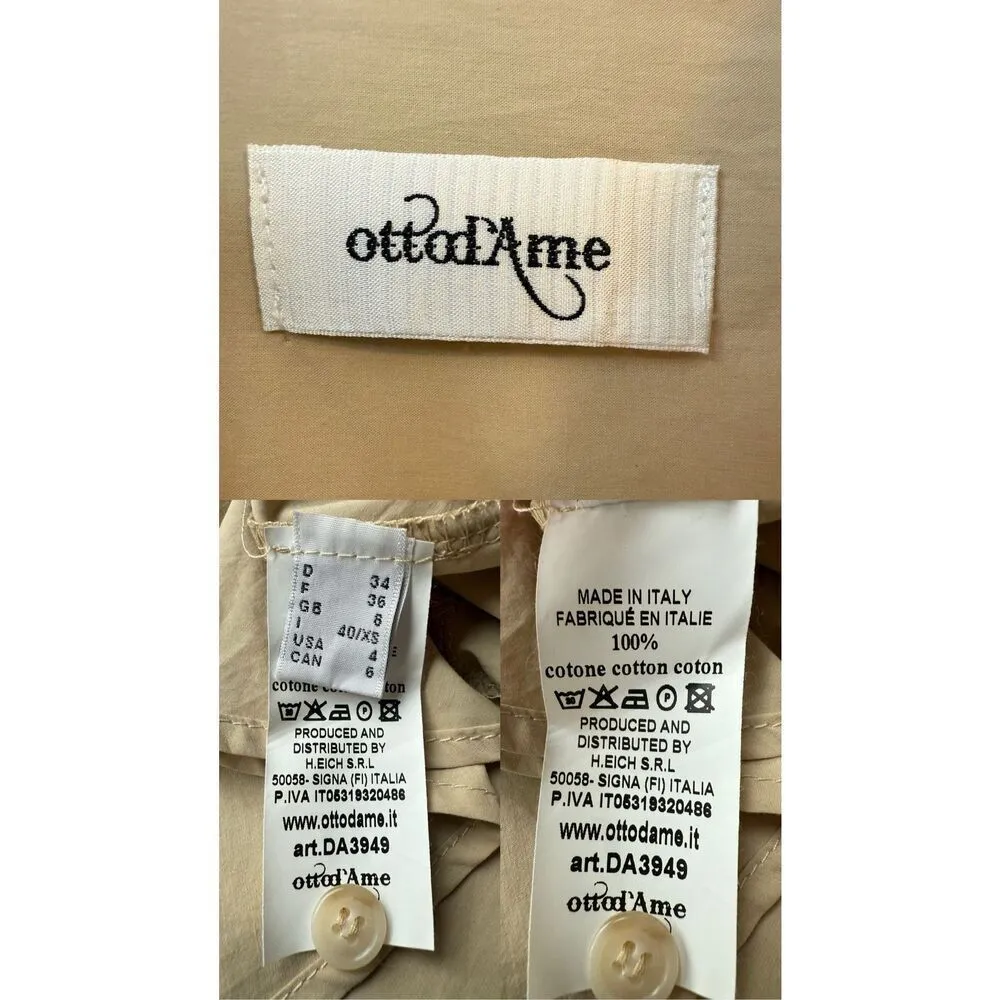 ottod'Ame
D 34
F 36
GB 8
I 40/XS
USA 4
CAN 6
cotone
ton
PRODUCED AND
DISTRIBUTED BY
H.EICH S.R.L
50058- SIGNA (FI) ITALIA
P.IVA IT05319320486
www.ottodame.it
art.DA3949
ottod'Ame
MADE IN ITALY
FABRIQUÉ EN ITALIE
100%
cotone cotton coton
PRODUCED AND
DISTRIBUTED BY
H.EICH S.R.L
50058- SIGNA (FI) ITALIA
P.IVA IT05319320486
www.ottodame.it
art.DA3949
ottod'Ame